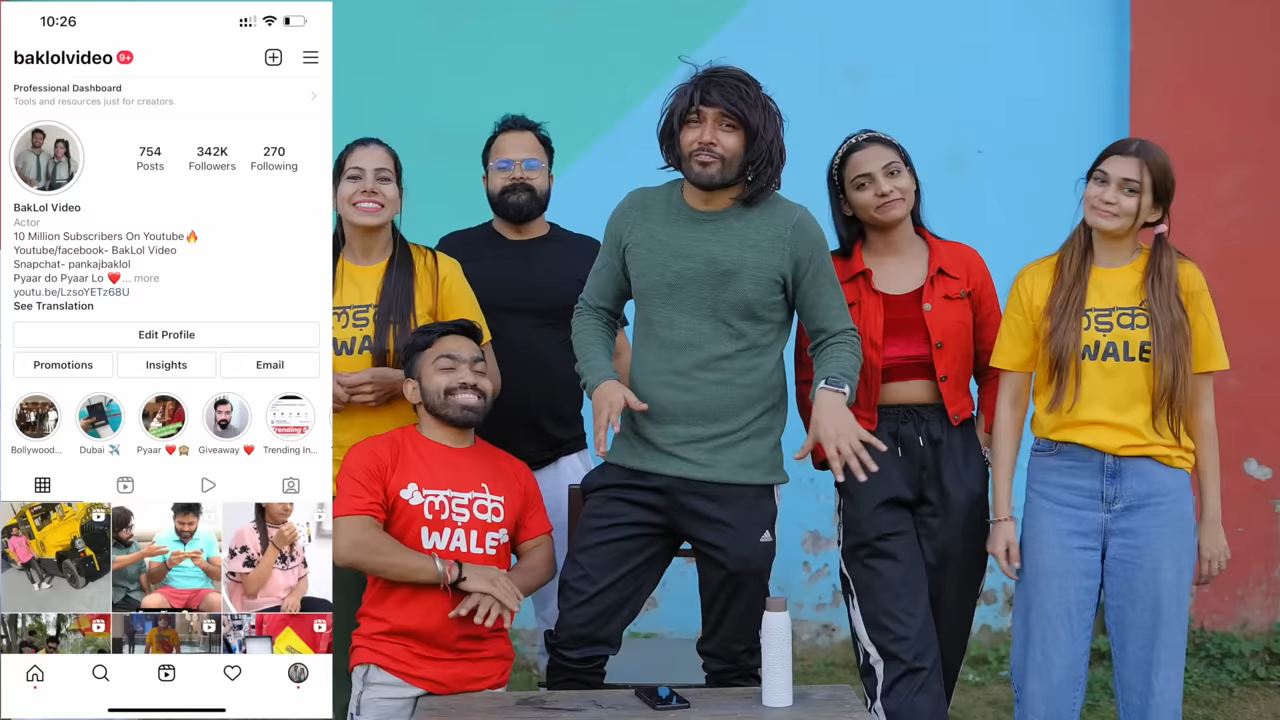 10:26
baklolvideo 9+
Professional Dashboard
Tools and resources just for creators.
754 342K 270
Posts Followers Following
BakLol Video
Actor
10 Million Subscribers On Youtube🔥
Youtube/facebook- BakLol Video
Snapchat- pankajbaklol
Pyaar do Pyaar Lo ❤️... more
youtu.be/LzsoYETz68U
See Translation
Edit Profile
Promotions Insights Email
Bollywood... Dubai ✈️ Pyaar ❤️🙈 Giveaway ❤️ Trending In...
लड़के
WALE
लड़के
WALE